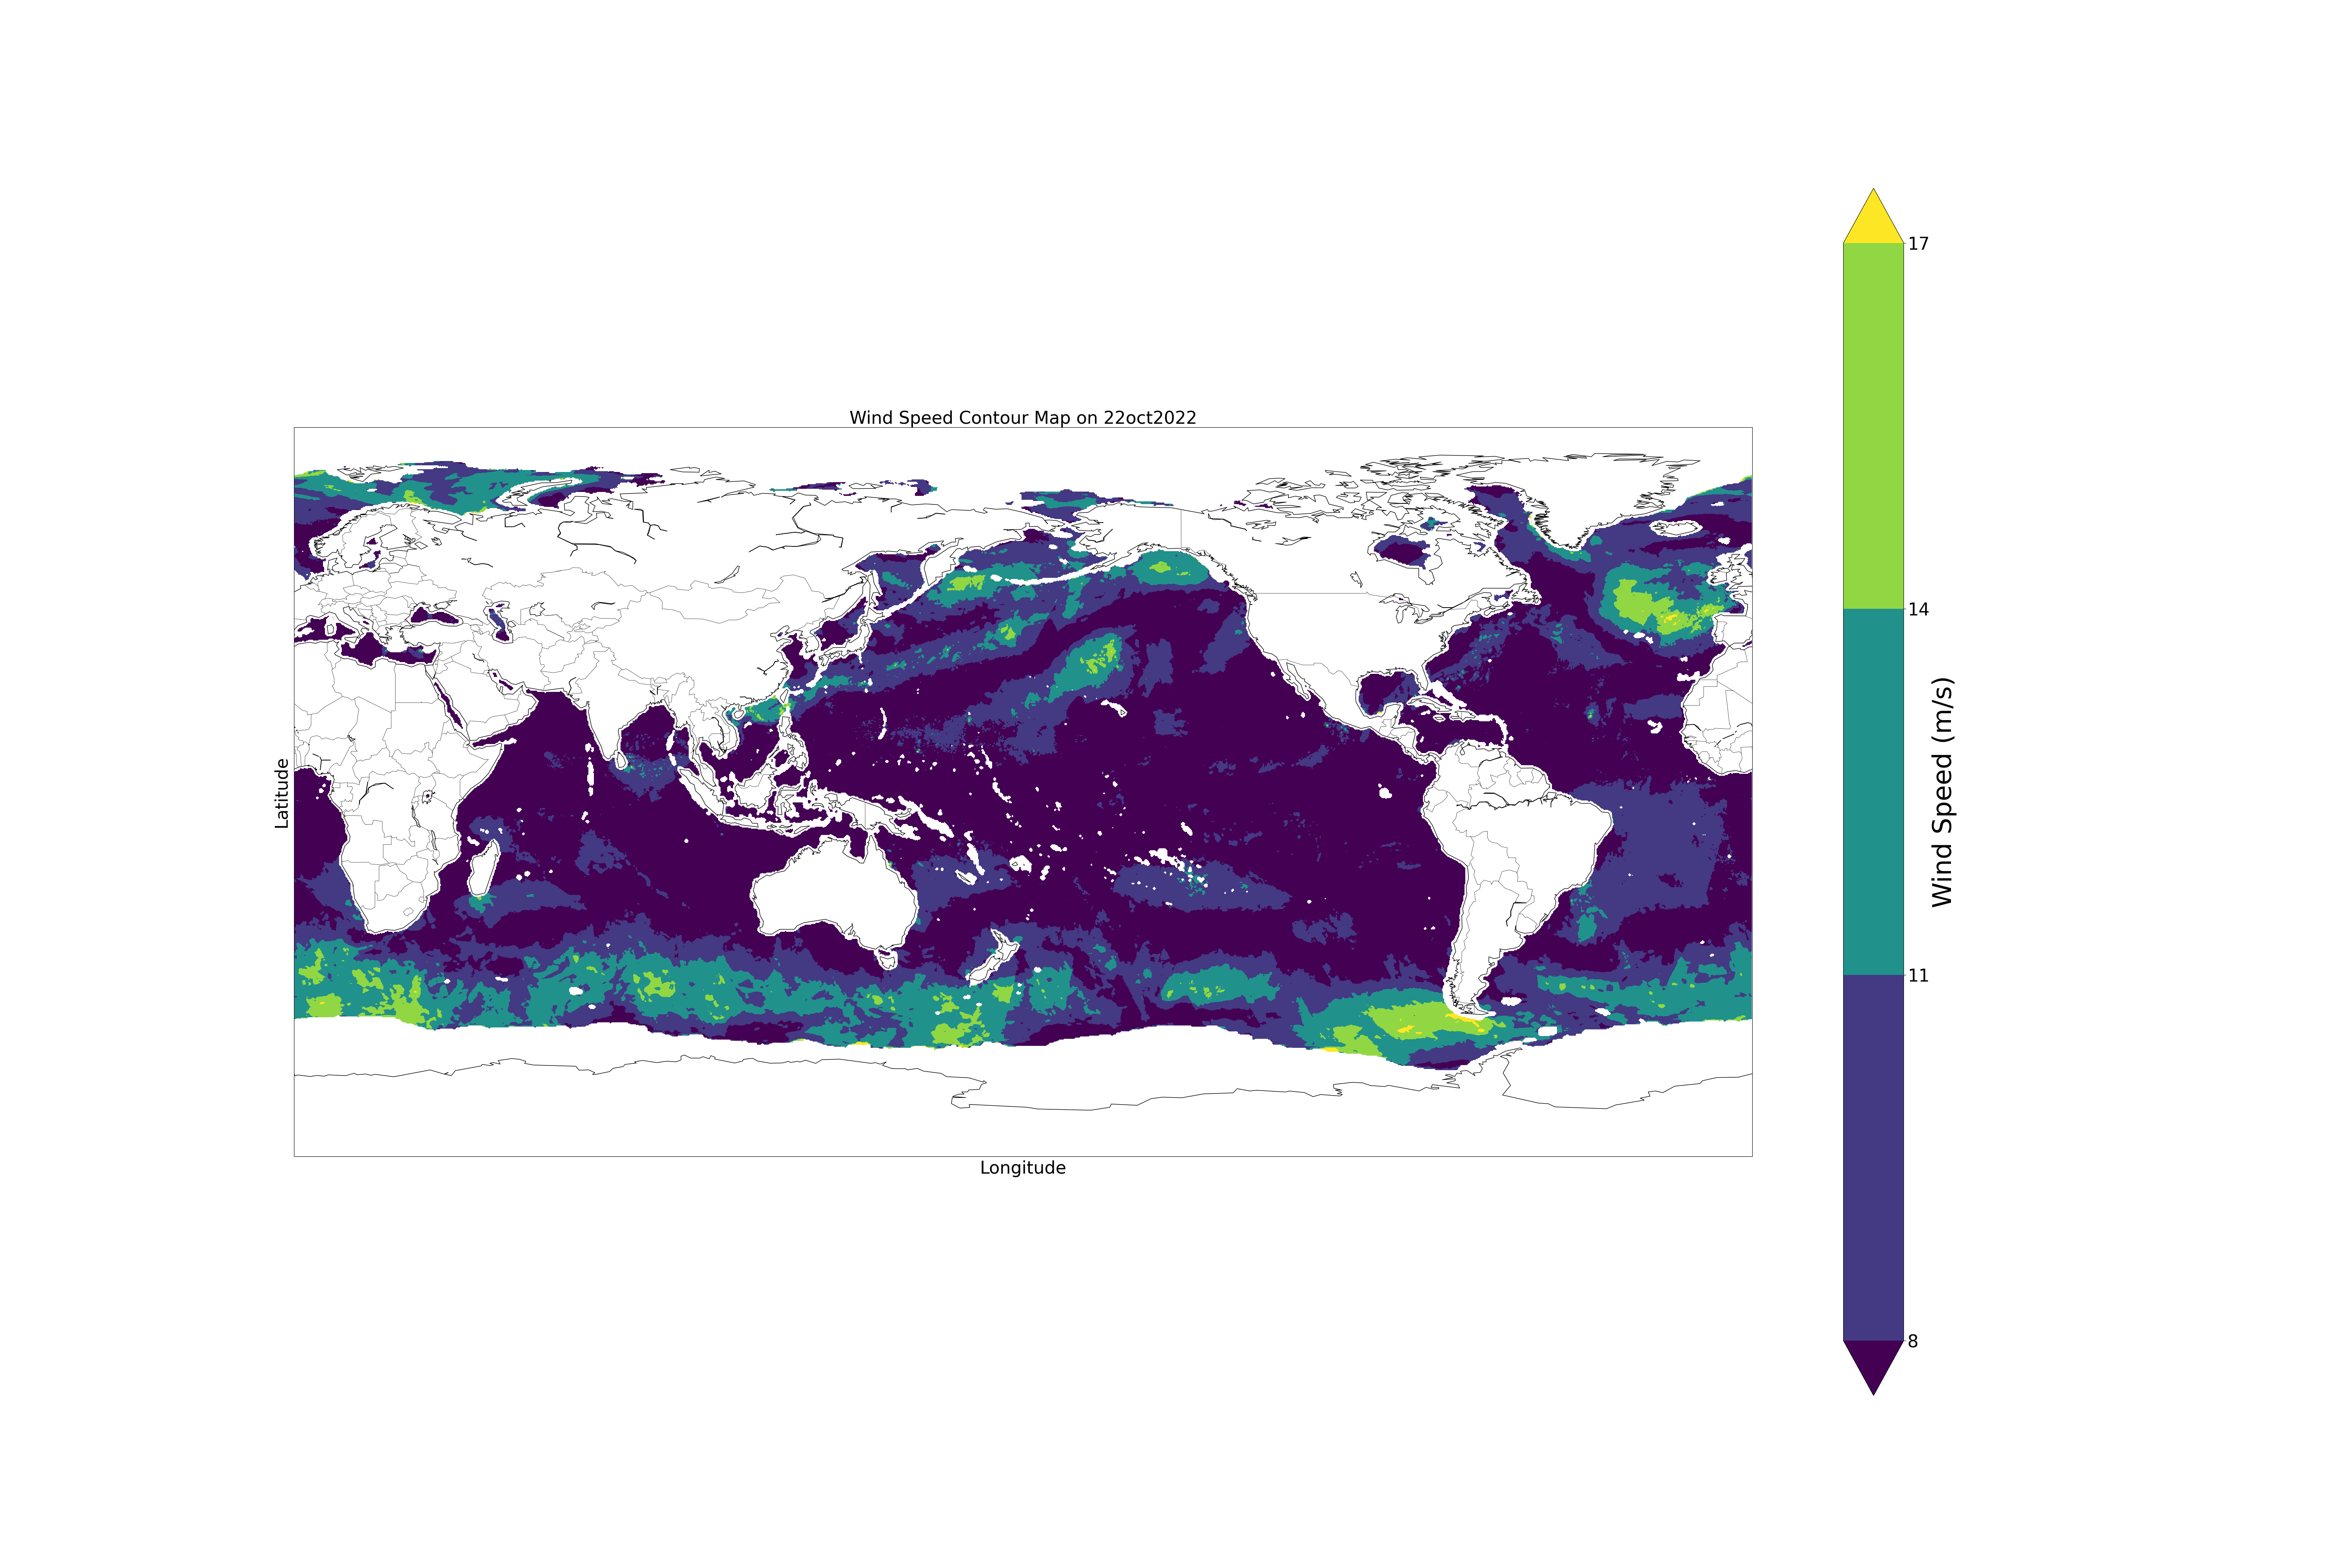 Wind Speed Contour Map on 22oct2022
Latitude
Longitude
17
14
11
8
Wind Speed (m/s)